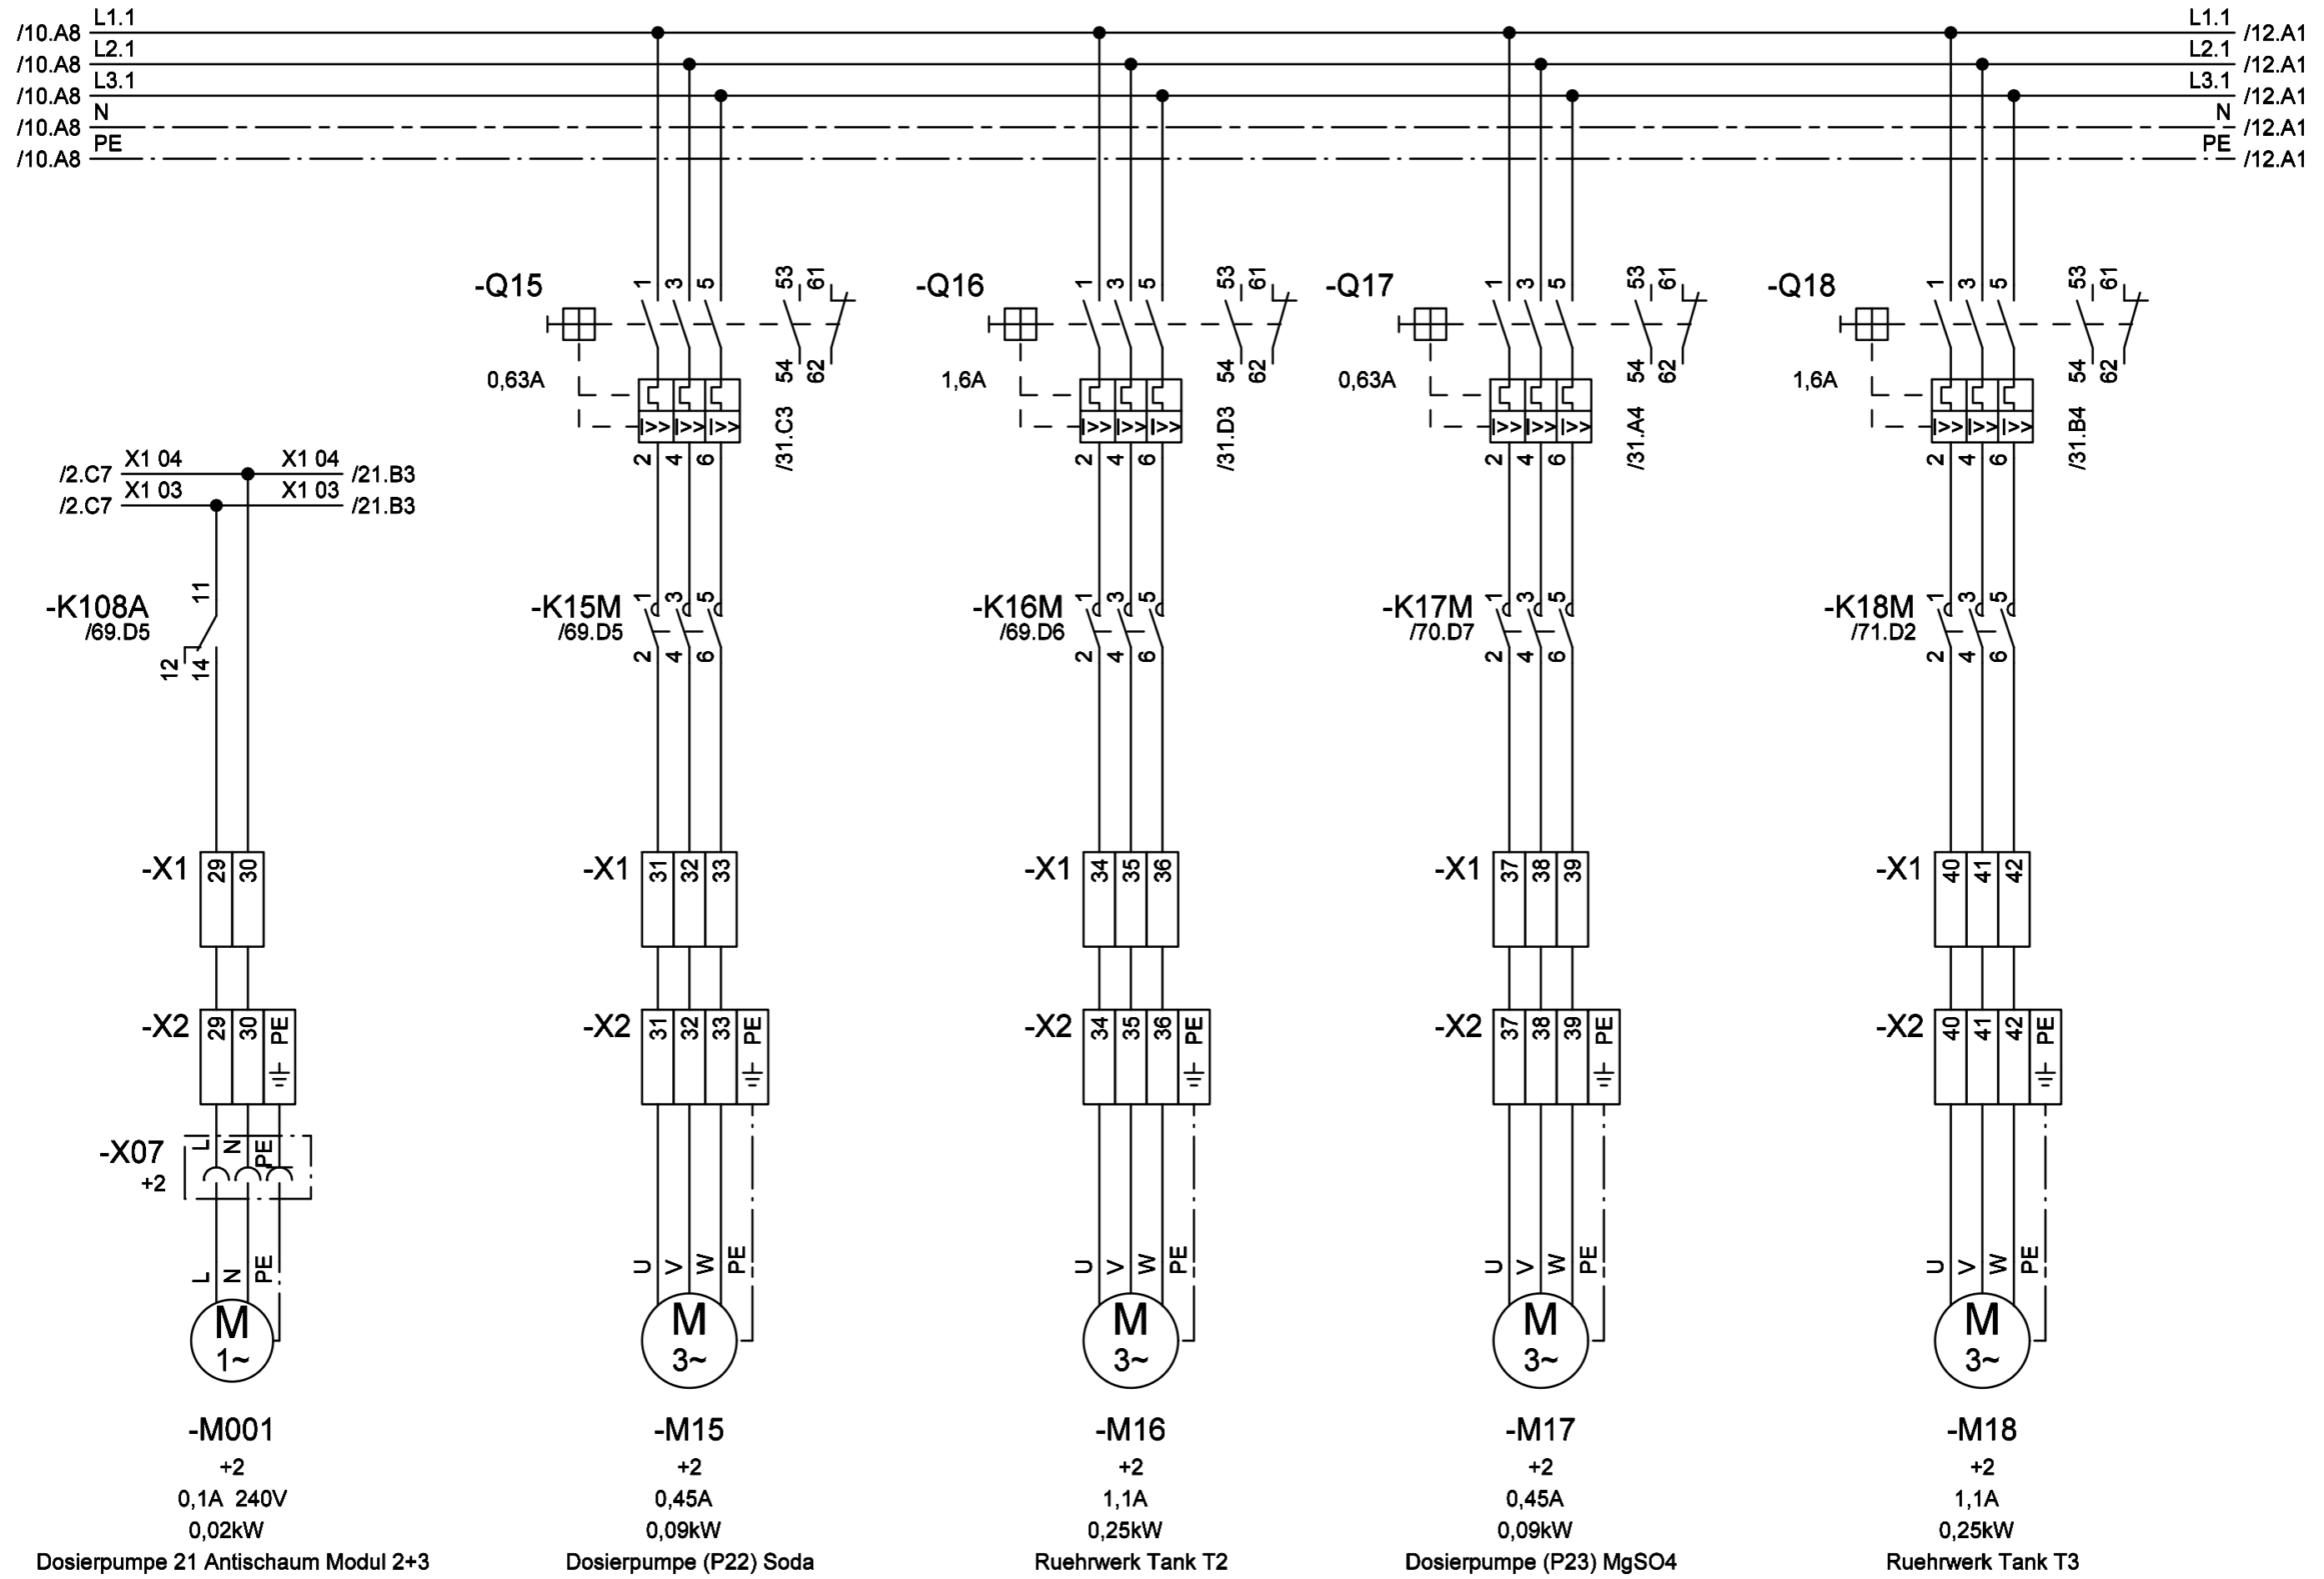 /10.A8 L1.1 L1.1 /12.A1
/10.A8 L2.1 L2.1 /12.A1
/10.A8 L3.1 L3.1 /12.A1
/10.A8 N N /12.A1
/10.A8 PE PE /12.A1
-Q15 1 3 5 53 61
0,63A 54 62
2 4 6 /31.C3
-Q16 1 3 5 53 61
1,6A 54 62
2 4 6 /31.D3
-Q17 1 3 5 53 61
0,63A 54 62
2 4 6 /31.A4
-Q18 1 3 5 53 61
1,6A 54 62
2 4 6 /31.B4
I>> I>> I>> I>> I>> I>> I>> I>> I>> I>> I>> I>>
/2.C7 X1 04 X1 04 /21.B3
/2.C7 X1 03 X1 03 /21.B3
-K108A 11
/69.D5
12 14
-K15M 1 3 5
/69.D5 2 4 6
-K16M 1 3 5
/69.D6 2 4 6
-K17M 1 3 5
/70.D7 2 4 6
-K18M 1 3 5
/71.D2 2 4 6
-X1 29 30 -X1 31 32 33 -X1 34 35 36 -X1 37 38 39 -X1 40 41 42
-X2 29 30 PE -X2 31 32 33 PE -X2 34 35 36 PE -X2 37 38 39 PE -X2 40 41 42 PE
-X07 L N PE
+2
L N PE U V W PE U V W PE U V W PE U V W PE
M M M M M
1~ 3~ 3~ 3~ 3~
-M001 -M15 -M16 -M17 -M18
+2 +2 +2 +2 +2
0,1A 240V 0,45A 1,1A 0,45A 1,1A
0,02kW 0,09kW 0,25kW 0,09kW 0,25kW
Dosierpumpe 21 Antischaum Modul 2+3 Dosierpumpe (P22) Soda Ruehrwerk Tank T2 Dosierpumpe (P23) MgSO4 Ruehrwerk Tank T3